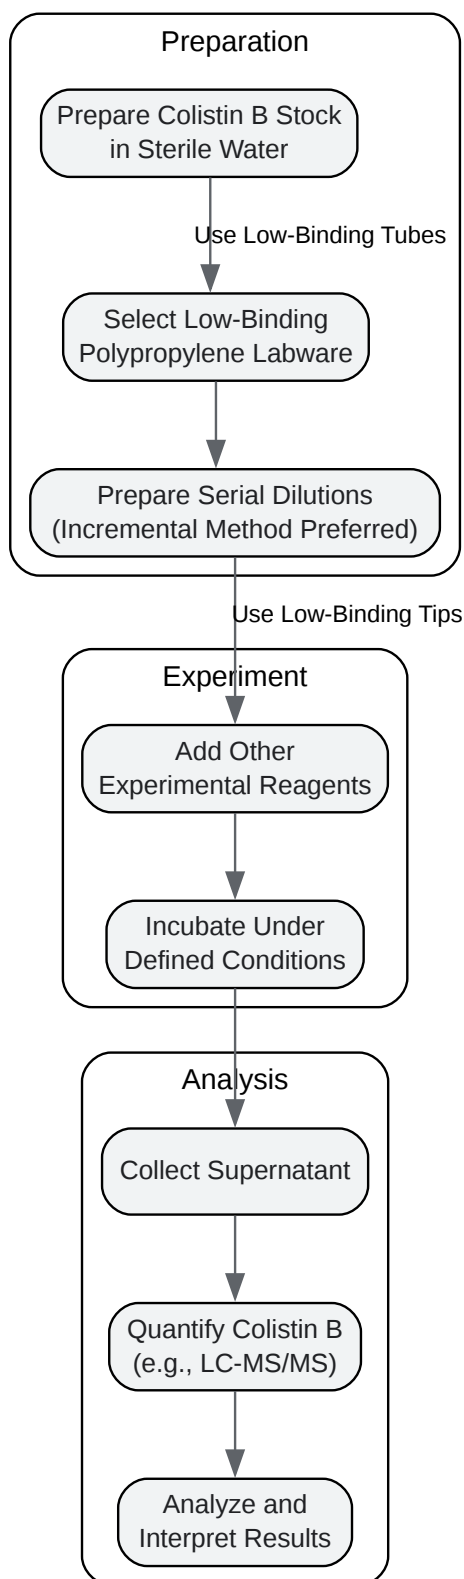 Preparation
Prepare Colistin B Stock
in Sterile Water
Use Low-Binding Tubes
Select Low-Binding
Polypropylene Labware
Prepare Serial Dilutions
(Incremental Method Preferred)
Use Low-Binding Tips
Experiment
Add Other
Experimental Reagents
Incubate Under
Defined Conditions
Analysis
Collect Supernatant
Quantify Colistin B
(e.g., LC-MS/MS)
Analyze and
Interpret Results